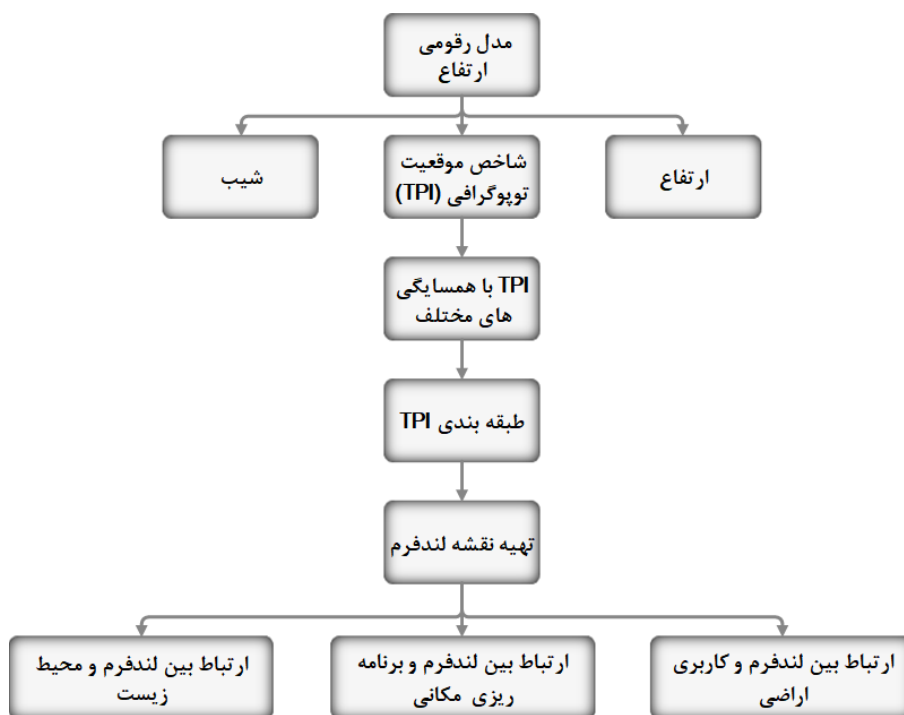 مدل رقومی
ارتفاع
ارتفاع
شاخص موقعیت
توپوگرافی (TPI)
شیب
TPI با همسایگی
های مختلف
طبقه بندی TPI
تهیه نقشه لندفرم
ارتباط بین لندفرم و کاربری
اراضی
ارتباط بین لندفرم و برنامه
ریزی مکانی
ارتباط بین لندفرم و محیط
زیست